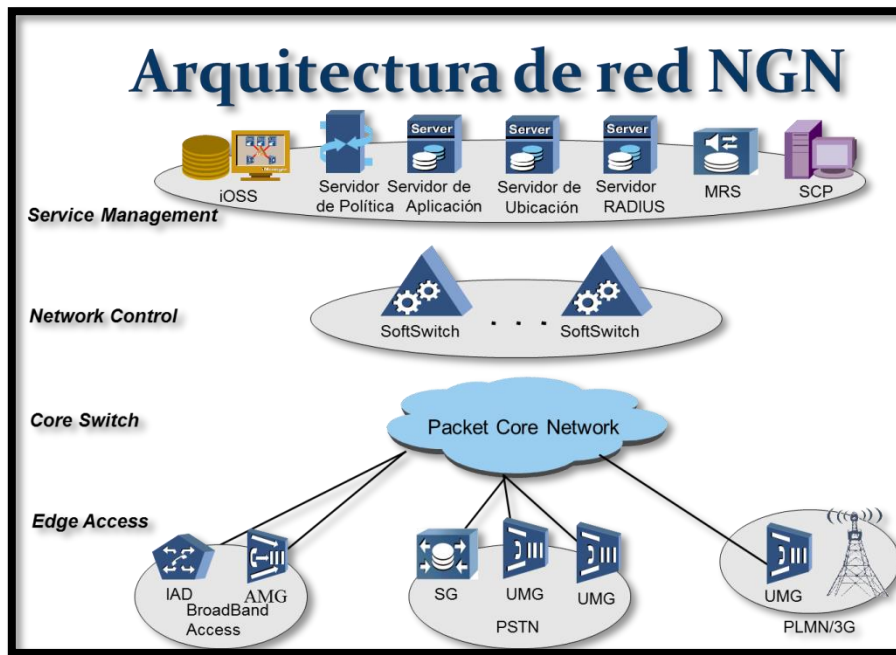 Arquitectura de red NGN
Server
Server
Server
iOSS
Servidor de Política
Servidor de Aplicación
Servidor de Ubicación
Servidor RADIUS
MRS
SCP
Service Management
Network Control
SoftSwitch
. . .
SoftSwitch
Core Switch
Packet Core Network
Edge Access
IAD
AMG
BroadBand
Access
SG
UMG
UMG
PSTN
UMG
PLMN/3G